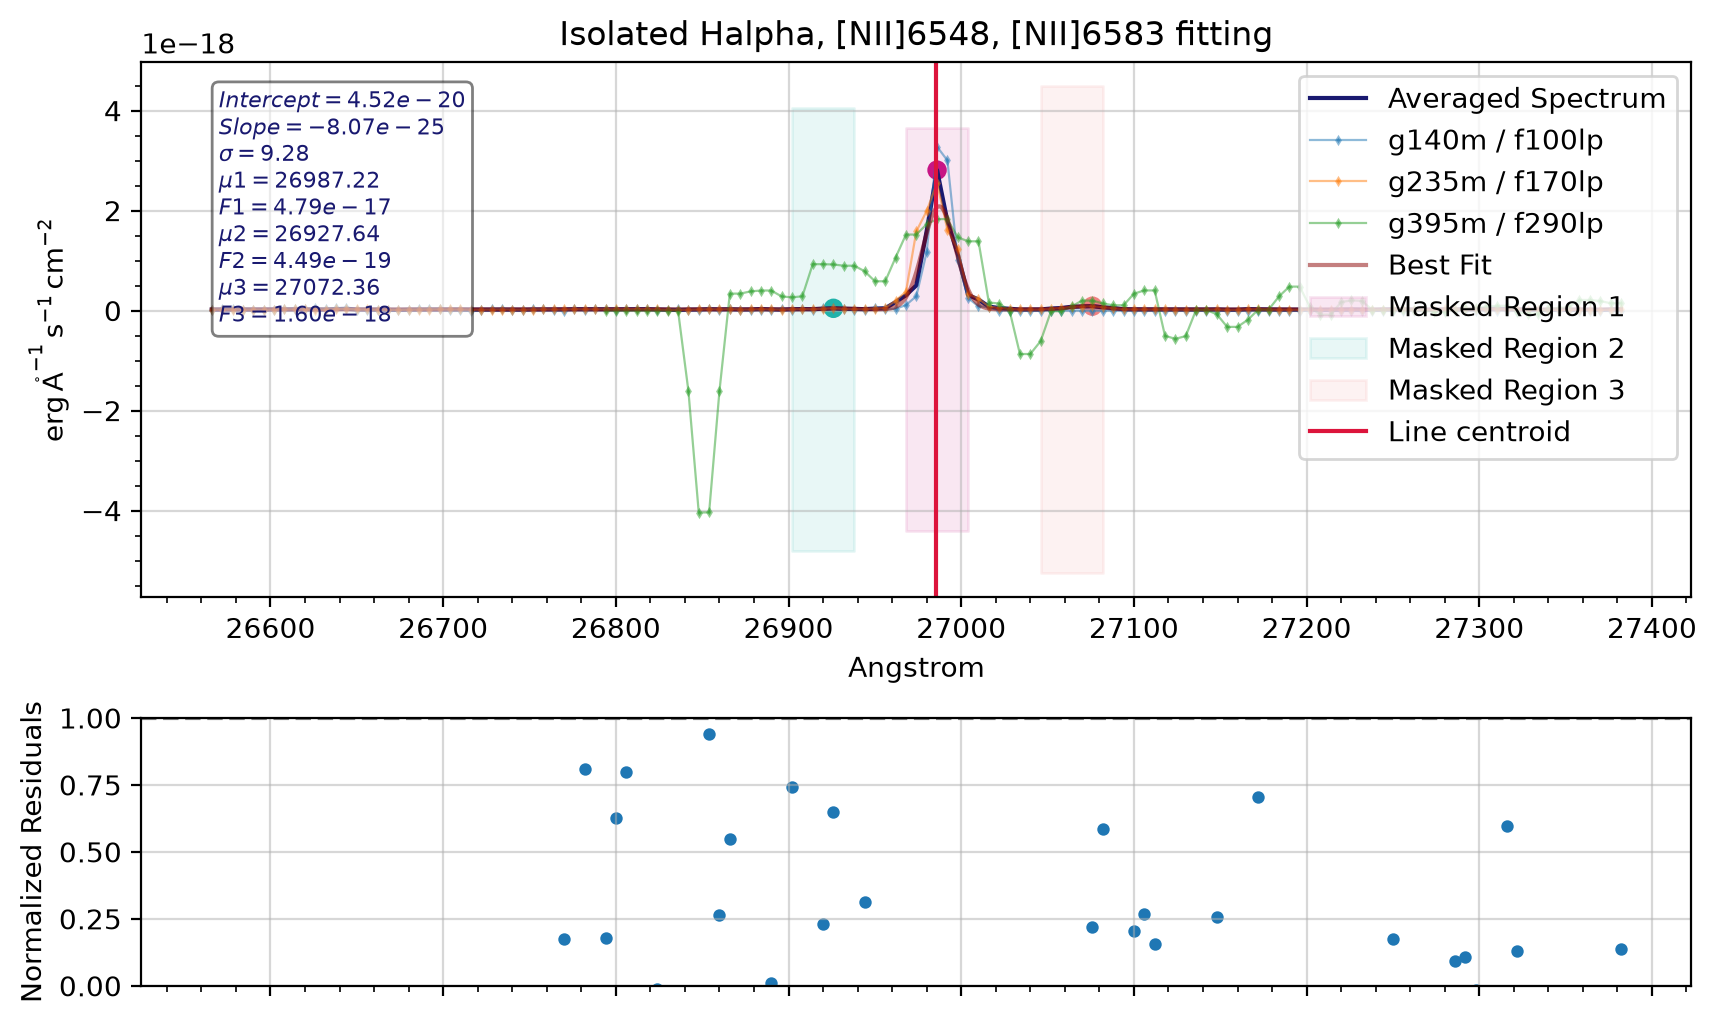 Isolated Halpha, [NII]6548, [NII]6583 fitting
1e−18
Intercept = 4.52e − 20
Slope = −8.07e − 25
σ = 9.28
μ1 = 26987.22
F1 = 4.79e − 17
μ2 = 26927.64
F2 = 4.49e − 19
μ3 = 27072.36
F3 = 1.60e − 18
Averaged Spectrum
g140m / f100lp
g235m / f170lp
g395m / f290lp
Best Fit
Masked Region 1
Masked Region 2
Masked Region 3
Line centroid
4
2
0
−2
−4
erg Å⁻¹ s⁻¹ cm⁻²
26600 26700 26800 26900 27000 27100 27200 27300 27400
Angstrom
1.00
0.75
0.50
0.25
0.00
Normalized Residuals